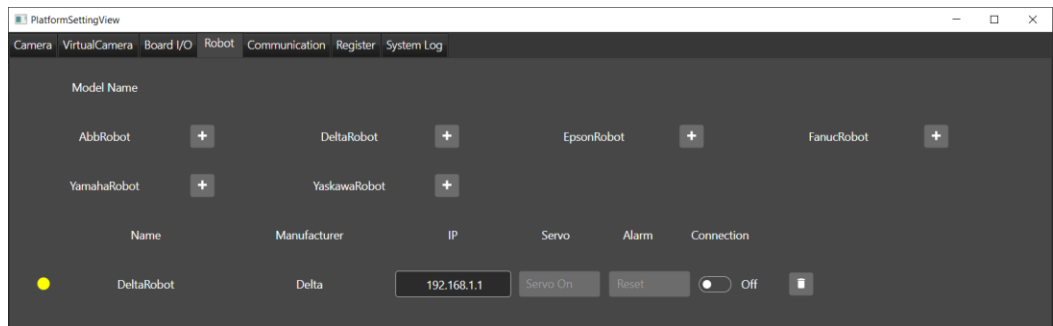 PlatformSettingView
Camera VirtualCamera Board I/O Robot Communication Register System Log
Model Name
AbbRobot + DeltaRobot + EpsonRobot + FanucRobot +
YamahaRobot + YaskawaRobot +
Name Manufacturer IP Servo Alarm Connection
DeltaRobot Delta 192.168.1.1 Servo On Reset Off